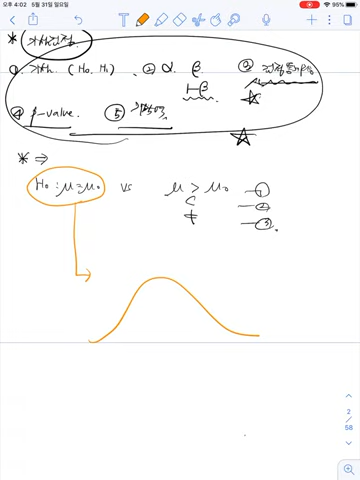 오후 4:02 5월 31일 일요일 95%
* 가설검정
①. 가설. (H₀. H₁) , ② α. β. ③ 검정통계량
1-β
④ p-value. ⑤ 기각역
* ⇒
H₀ : μ = μ₀ vs μ > μ₀ —①
< —②
≠ —③.
2
/
58